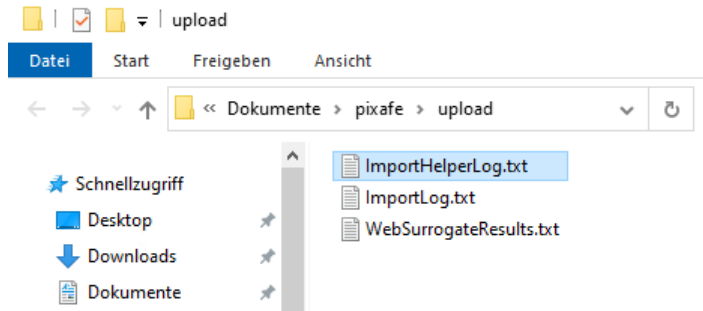 upload
Datei Start Freigeben Ansicht
« Dokumente > pixafe > upload
Schnellzugriff
Desktop
Downloads
Dokumente
ImportHelperLog.txt
ImportLog.txt
WebSurrogateResults.txt